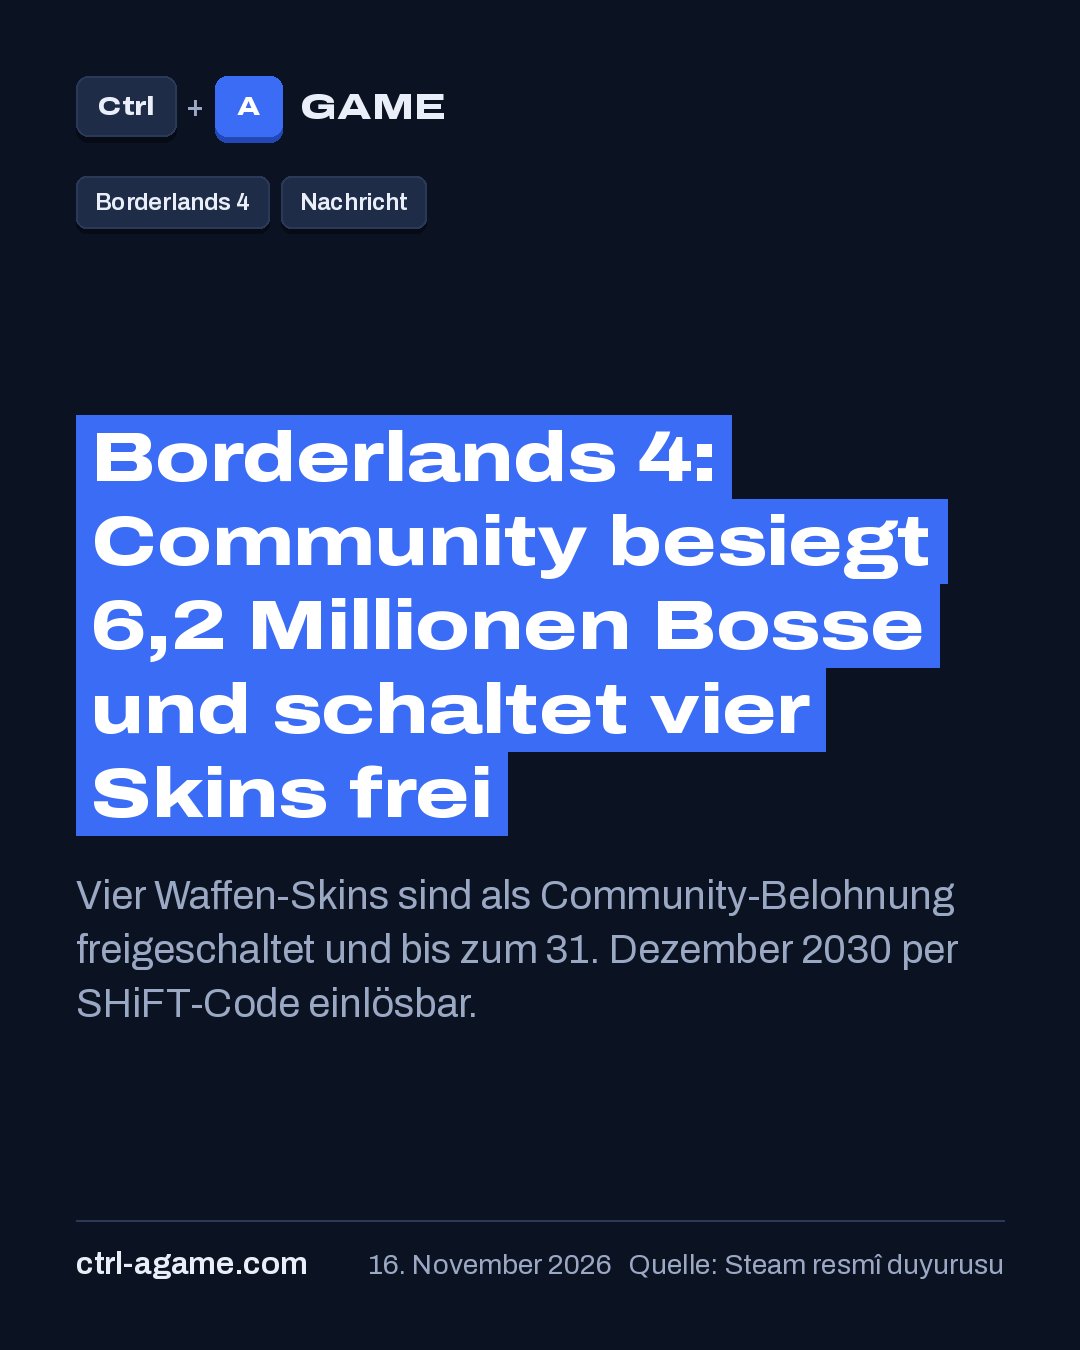 Ctrl + A GAME
Borderlands 4 Nachricht
Borderlands 4:
Community besiegt
6,2 Millionen Bosse
und schaltet vier
Skins frei
Vier Waffen-Skins sind als Community-Belohnung
freigeschaltet und bis zum 31. Dezember 2030 per
SHiFT-Code einlösbar.
ctrl-agame.com 16. November 2026 Quelle: Steam resmî duyurusu